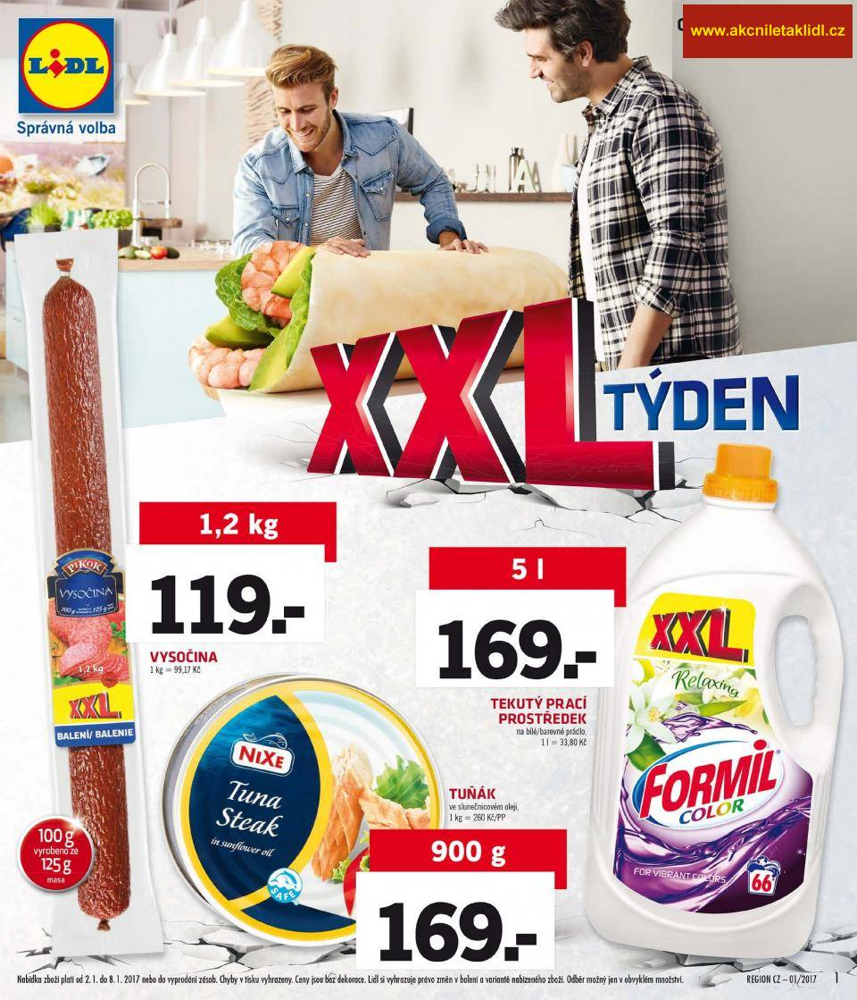 www.akcniletaklidl.cz
LIDL
Správná volba
XXL TÝDEN
1,2 kg
119.-
VYSOČINA
1 kg = 99,17 Kč
PIKOK
VYSOČINA
100 g
125 g
1,2 kg
XXL
BALENÍ/ BALENIE
100 g
vyrobeno ze
125 g
masa
5 l
169.-
TEKUTÝ PRACÍ
PROSTŘEDEK
na bílé/barevné prádlo,
1 l = 33,80 Kč
XXL
Relaxing
FORMIL
COLOR
FOR VIBRANT COLORS
66
NIXE
Tuna
Steak
in sunflower oil
SAFE
TUŇÁK
ve slunečnicovém oleji,
1 kg = 260 Kč/PP
900 g
169.-
Nabídka zboží platí od 2. 1. do 8. 1. 2017 nebo do vyprodání zásob. Chyby v tisku vyhrazeny. Ceny jsou bez dekorace. Lidl si vyhrazuje právo změn v balení a variantě nabízeného zboží. Odběr možný jen v obvyklém množství.
REGION CZ – 01/2017 1